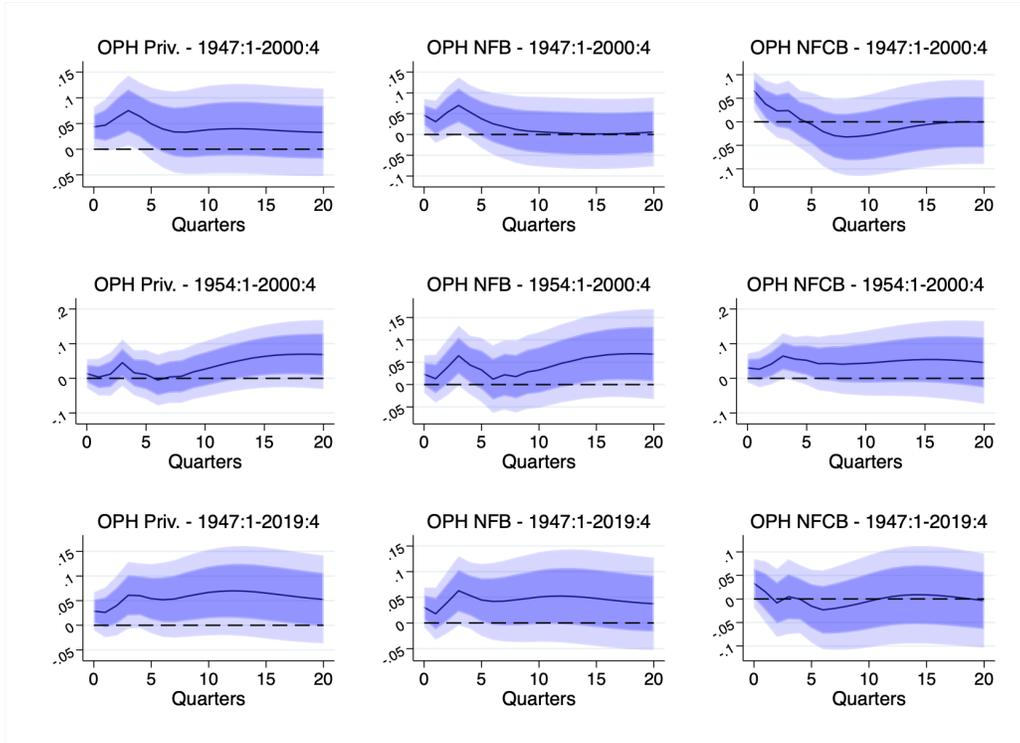 OPH Priv. - 1947:1-2000:4
.15
.1
.05
0
-.05
0 5 10 15 20
Quarters
OPH NFB - 1947:1-2000:4
.15
.1
.05
0
-.05
-.1
0 5 10 15 20
Quarters
OPH NFCB - 1947:1-2000:4
.1
.05
0
-.05
-.1
0 5 10 15 20
Quarters
OPH Priv. - 1954:1-2000:4
.2
.1
0
-.1
0 5 10 15 20
Quarters
OPH NFB - 1954:1-2000:4
.15
.1
.05
0
-.05
0 5 10 15 20
Quarters
OPH NFCB - 1954:1-2000:4
.2
.1
0
-.1
0 5 10 15 20
Quarters
OPH Priv. - 1947:1-2019:4
.15
.1
.05
0
-.05
0 5 10 15 20
Quarters
OPH NFB - 1947:1-2019:4
.15
.1
.05
0
-.05
0 5 10 15 20
Quarters
OPH NFCB - 1947:1-2019:4
.1
.05
0
-.05
-.1
0 5 10 15 20
Quarters